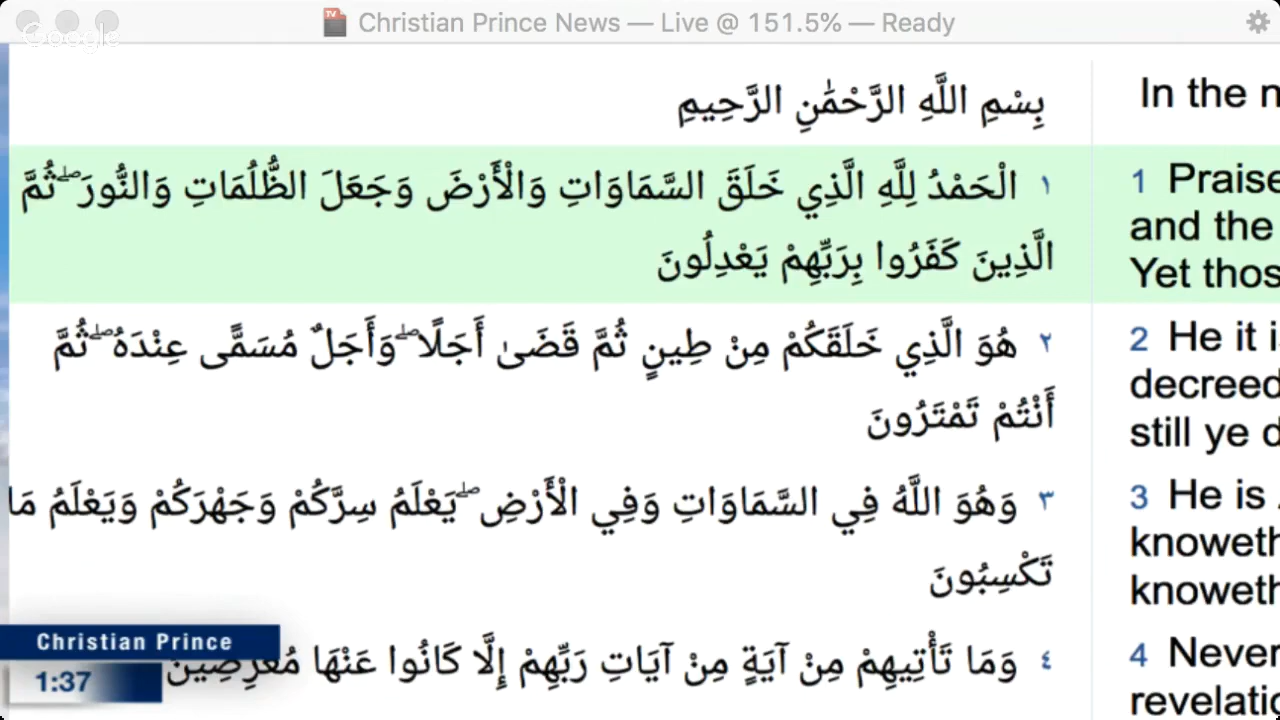 Christian Prince News — Live @ 151.5% — Ready
Google
بِسْمِ اللَّهِ الرَّحْمَٰنِ الرَّحِيمِ
In the n
١ الْحَمْدُ لِلَّهِ الَّذِي خَلَقَ السَّمَاوَاتِ وَالْأَرْضَ وَجَعَلَ الظُّلُمَاتِ وَالنُّورَ ۖ ثُمَّ
الَّذِينَ كَفَرُوا بِرَبِّهِمْ يَعْدِلُونَ
1 Praise
and the
Yet thos
٢ هُوَ الَّذِي خَلَقَكُمْ مِنْ طِينٍ ثُمَّ قَضَىٰ أَجَلًا ۖ وَأَجَلٌ مُسَمًّى عِنْدَهُ ۖ ثُمَّ
أَنْتُمْ تَمْتَرُونَ
2 He it i
decreed
still ye d
٣ وَهُوَ اللَّهُ فِي السَّمَاوَاتِ وَفِي الْأَرْضِ ۖ يَعْلَمُ سِرَّكُمْ وَجَهْرَكُمْ وَيَعْلَمُ مَا
تَكْسِبُونَ
3 He is
knoweth
knoweth
٤ وَمَا تَأْتِيهِمْ مِنْ آيَةٍ مِنْ آيَاتِ رَبِّهِمْ إِلَّا كَانُوا عَنْهَا مُعْرِضِينَ
4 Never
revelatio
Christian Prince
1:37